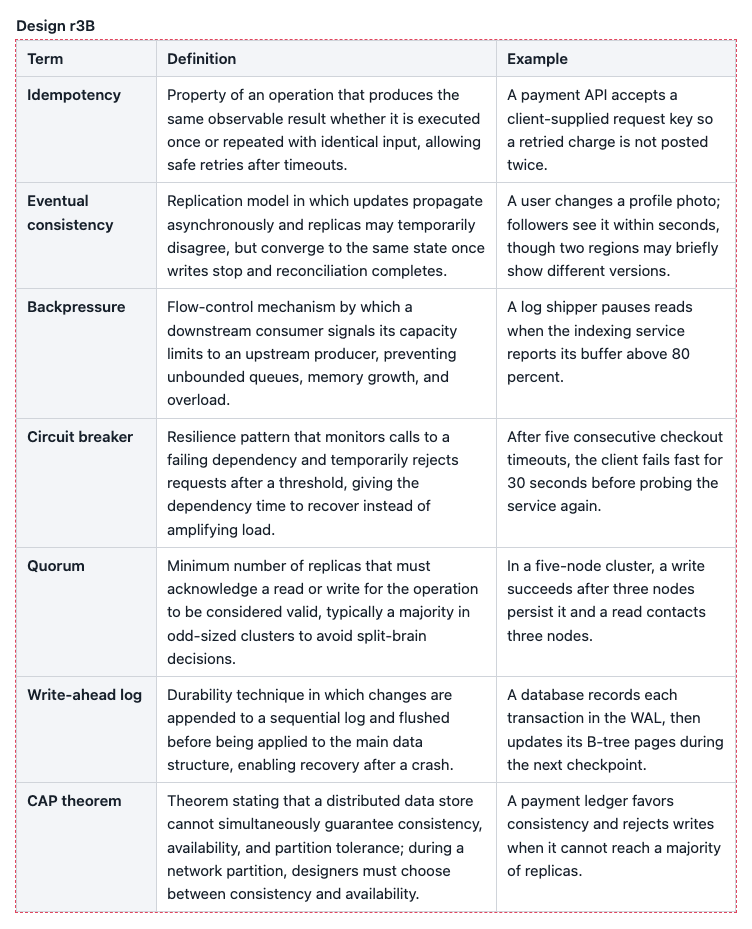 Design r3B
Term
Definition
Example
Idempotency
Property of an operation that produces the
same observable result whether it is executed
once or repeated with identical input, allowing
safe retries after timeouts.
A payment API accepts a
client-supplied request key so
a retried charge is not posted
twice.
Eventual
consistency
Replication model in which updates propagate
asynchronously and replicas may temporarily
disagree, but converge to the same state once
writes stop and reconciliation completes.
A user changes a profile photo;
followers see it within seconds,
though two regions may briefly
show different versions.
Backpressure
Flow-control mechanism by which a
downstream consumer signals its capacity
limits to an upstream producer, preventing
unbounded queues, memory growth, and
overload.
A log shipper pauses reads
when the indexing service
reports its buffer above 80
percent.
Circuit breaker
Resilience pattern that monitors calls to a
failing dependency and temporarily rejects
requests after a threshold, giving the
dependency time to recover instead of
amplifying load.
After five consecutive checkout
timeouts, the client fails fast for
30 seconds before probing the
service again.
Quorum
Minimum number of replicas that must
acknowledge a read or write for the operation
to be considered valid, typically a majority in
odd-sized clusters to avoid split-brain
decisions.
In a five-node cluster, a write
succeeds after three nodes
persist it and a read contacts
three nodes.
Write-ahead log
Durability technique in which changes are
appended to a sequential log and flushed
before being applied to the main data
structure, enabling recovery after a crash.
A database records each
transaction in the WAL, then
updates its B-tree pages during
the next checkpoint.
CAP theorem
Theorem stating that a distributed data store
cannot simultaneously guarantee consistency,
availability, and partition tolerance; during a
network partition, designers must choose
between consistency and availability.
A payment ledger favors
consistency and rejects writes
when it cannot reach a majority
of replicas.